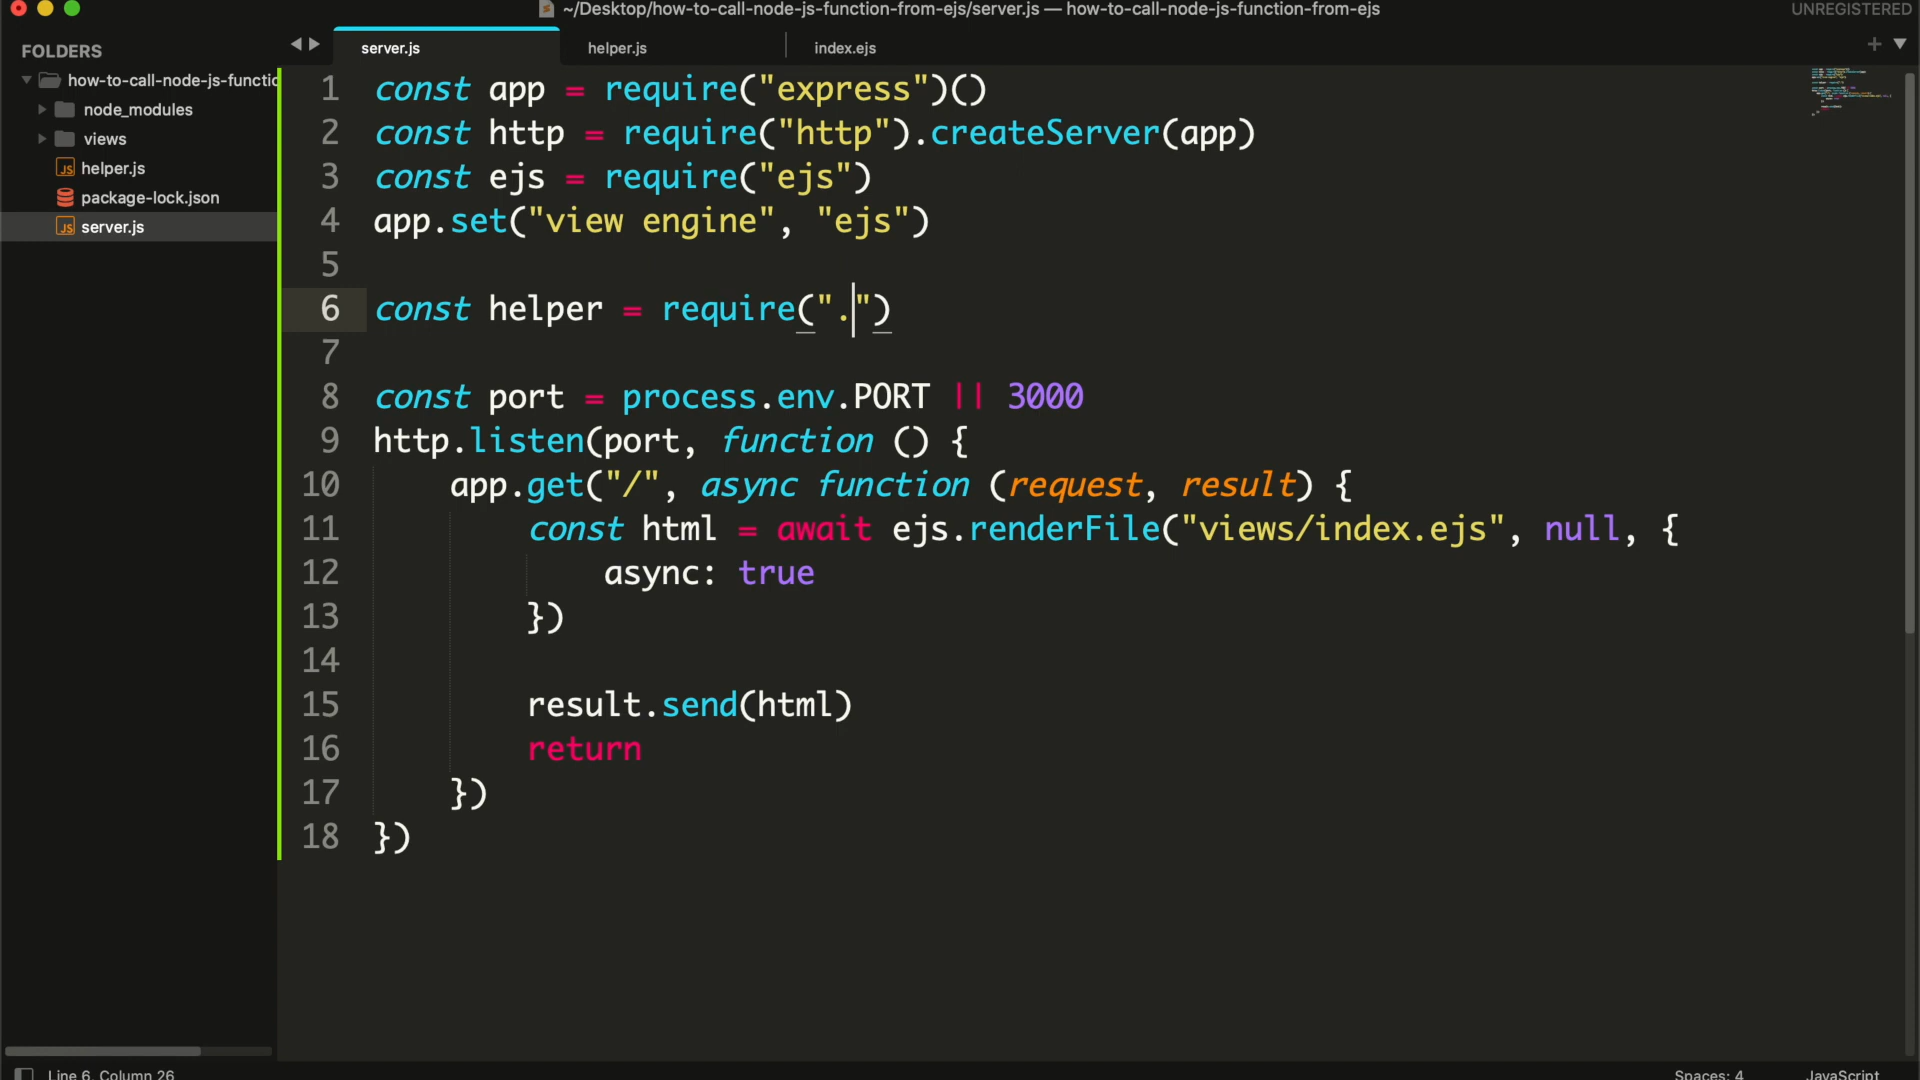 ~/Desktop/how-to-call-node-js-function-from-ejs/server.js — how-to-call-node-js-function-from-ejs
UNREGISTERED
FOLDERS
how-to-call-node-js-functio
node_modules
views
helper.js
package-lock.json
server.js
server.js
helper.js
index.ejs
1 const app = require("express")()
2 const http = require("http").createServer(app)
3 const ejs = require("ejs")
4 app.set("view engine", "ejs")
5
6 const helper = require(".")
7
8 const port = process.env.PORT || 3000
9 http.listen(port, function () {
10 app.get("/", async function (request, result) {
11 const html = await ejs.renderFile("views/index.ejs", null, {
12 async: true
13 })
14
15 result.send(html)
16 return
17 })
18 })
Line 6, Column 26
Spaces: 4
JavaScript